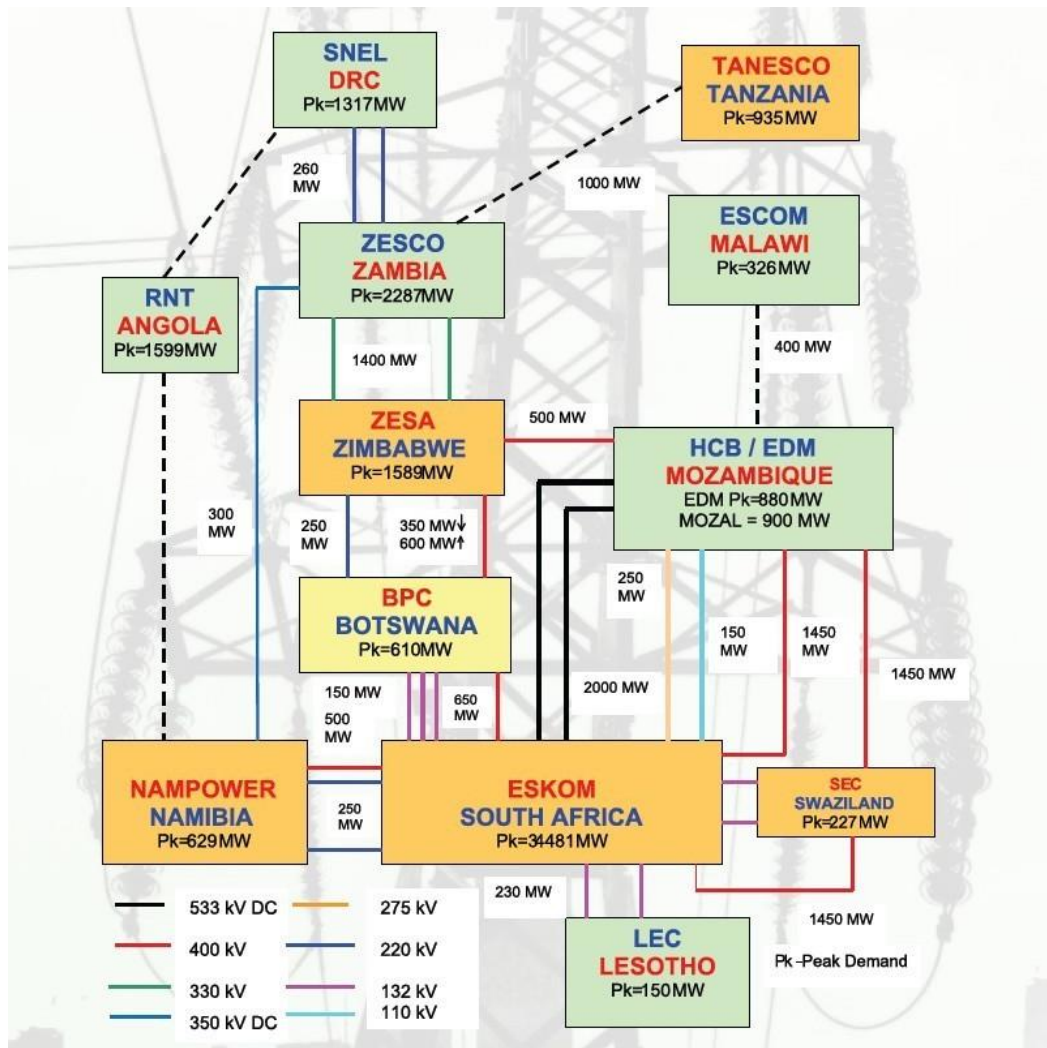 SNEL
DRC
Pk=1317MW
TANESCO
TANZANIA
Pk=935MW
260
MW
1000 MW
ZESCO
ZAMBIA
Pk=2287MW
ESCOM
MALAWI
Pk=326MW
RNT
ANGOLA
Pk=1599MW
1400 MW
400 MW
ZESA
ZIMBABWE
Pk=1589MW
500 MW
HCB / EDM
MOZAMBIQUE
EDM Pk=880MW
MOZAL = 900 MW
300
MW
250
MW
350 MW↓
600 MW↑
250
MW
BPC
BOTSWANA
Pk=610MW
150
MW
1450
MW
1450 MW
150 MW
650
MW
2000 MW
500
MW
NAMPOWER
NAMIBIA
Pk=629MW
250
MW
ESKOM
SOUTH AFRICA
Pk=34481MW
SEC
SWAZILAND
Pk=227MW
230 MW
1450 MW
LEC
LESOTHO
Pk=150MW
Pk -Peak Demand
533 kV DC
275 kV
400 kV
220 kV
330 kV
132 kV
350 kV DC
110 kV